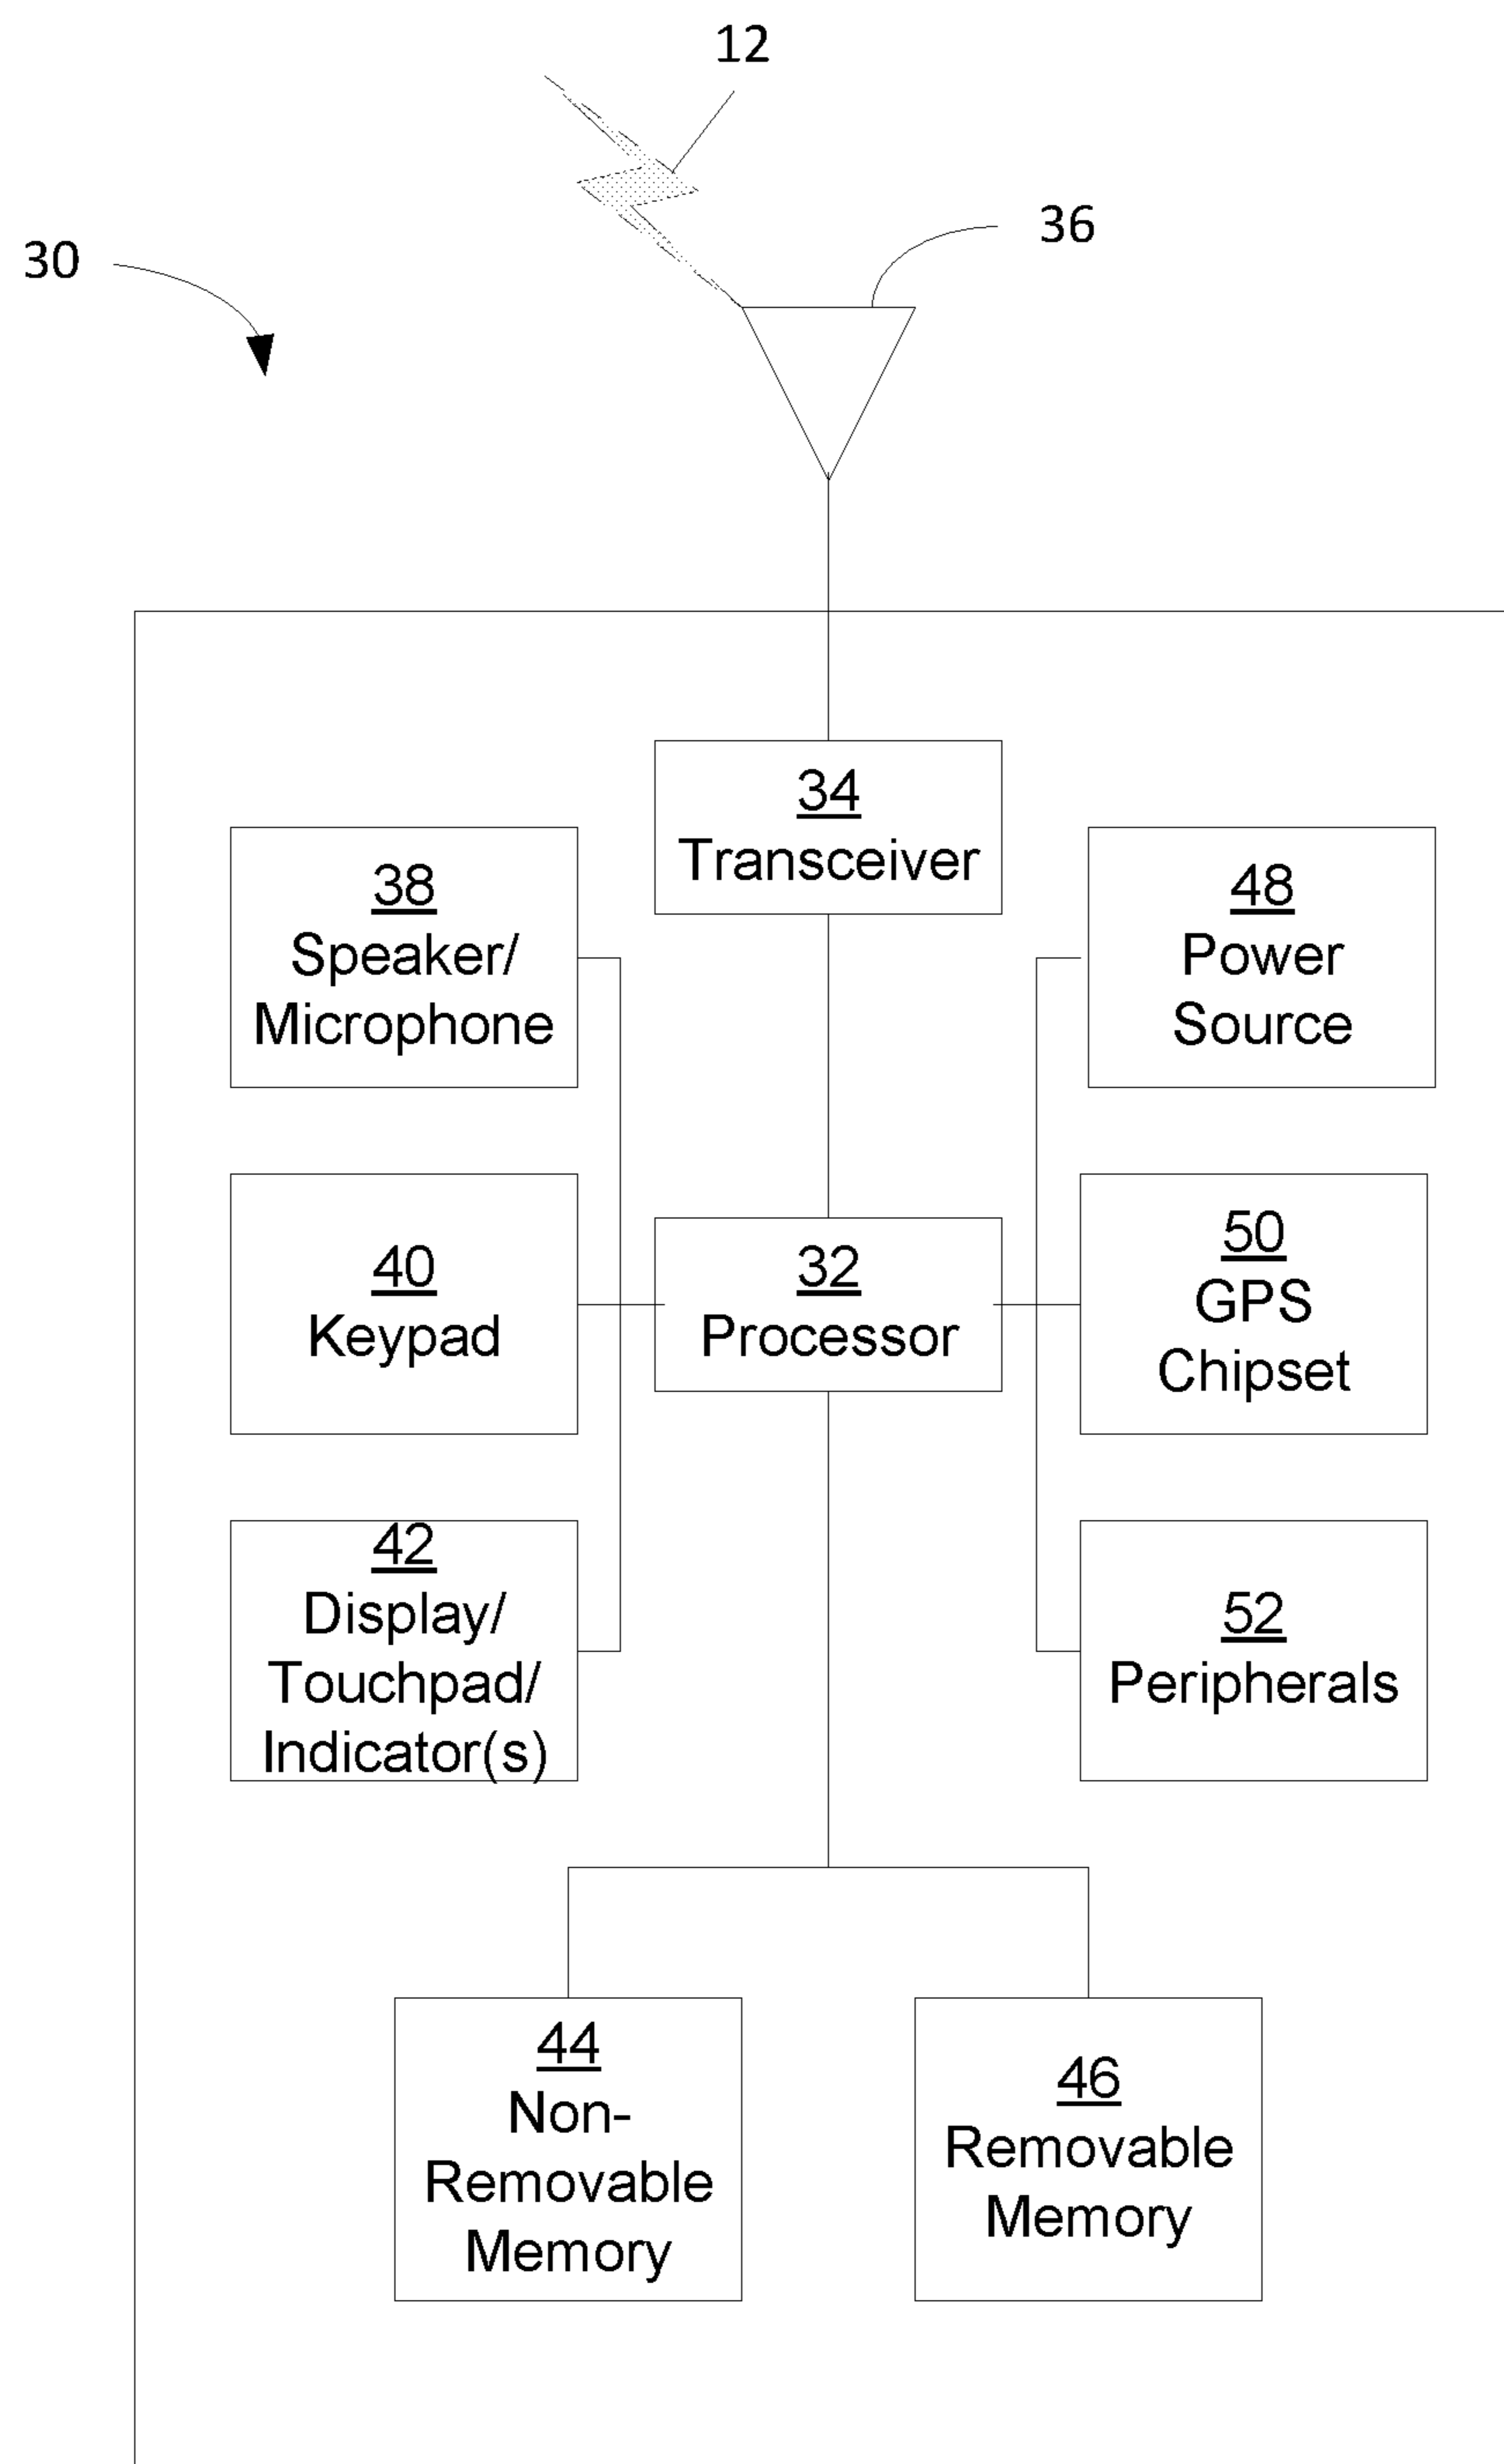 12
36
30
34
Transceiver
38
Speaker/
Microphone
48
Power
Source
40
Keypad
32
Processor
50
GPS
Chipset
42
Display/
Touchpad/
Indicator(s)
52
Peripherals
44
Non-
Removable
Memory
46
Removable
Memory